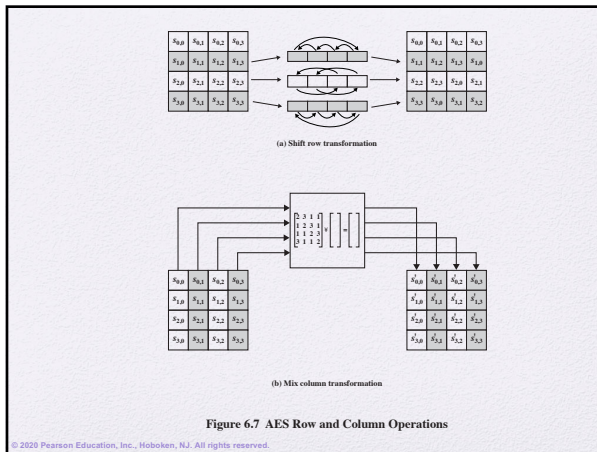 s0,0 s0,1 s0,2 s0,3
s1,0 s1,1 s1,2 s1,3
s2,0 s2,1 s2,2 s2,3
s3,0 s3,1 s3,2 s3,3
s0,0 s0,1 s0,2 s0,3
s1,1 s1,2 s1,3 s1,0
s2,2 s2,3 s2,0 s2,1
s3,3 s3,0 s3,1 s3,2
(a) Shift row transformation
2 3 1 1
1 2 3 1
1 1 2 3
3 1 1 2
=
s0,0 s0,1 s0,2 s0,3
s1,0 s1,1 s1,2 s1,3
s2,0 s2,1 s2,2 s2,3
s3,0 s3,1 s3,2 s3,3
s'0,0 s'0,1 s'0,2 s'0,3
s'1,0 s'1,1 s'1,2 s'1,3
s'2,0 s'2,1 s'2,2 s'2,3
s'3,0 s'3,1 s'3,2 s'3,3
(b) Mix column transformation
Figure 6.7 AES Row and Column Operations
© 2020 Pearson Education, Inc., Hoboken, NJ. All rights reserved.